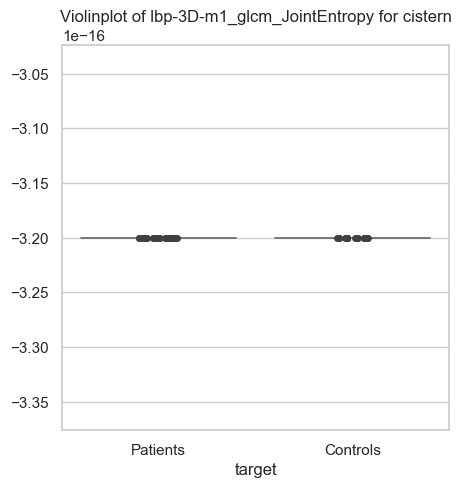 Violinplot of lbp-3D-m1_glcm_JointEntropy for cistern
1e−16
−3.05
−3.10
−3.15
−3.20
−3.25
−3.30
−3.35
Patients Controls
target